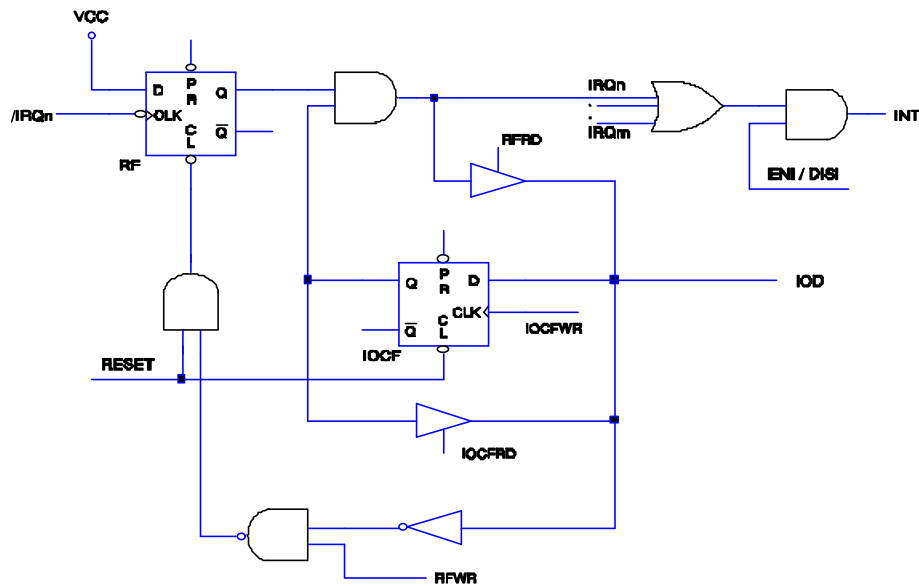 VCC
P
R
D
Q
/IRQn
CLK
C
L
Q
RF
IRQn
IRQm
INT
RFRD
ENI / DISI
P
R
Q
D
IOD
CLK
C
L
Q
IOCFWR
IOCF
RESET
IOCFRD
RFWR